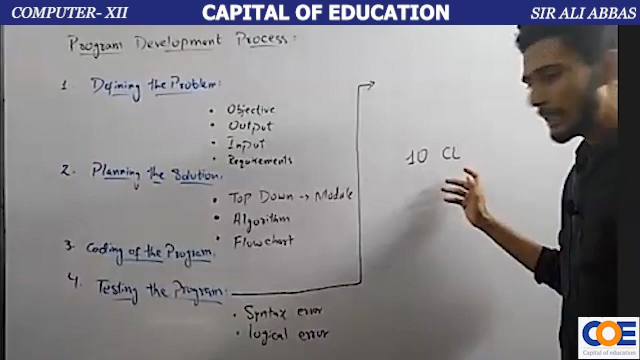 COMPUTER- XII
CAPITAL OF EDUCATION
SIR ALI ABBAS
Program Development Process:
1. Defining the Problem:
• Objective
• Output
• Input
• Requirements
2. Planning the Solution.
• Top Down → Module
• Algorithm
• Flowchart
3. Coding of the Program.
4. Testing the Program:
• Syntax error
• logical error
10 CL
COE
Capital of education